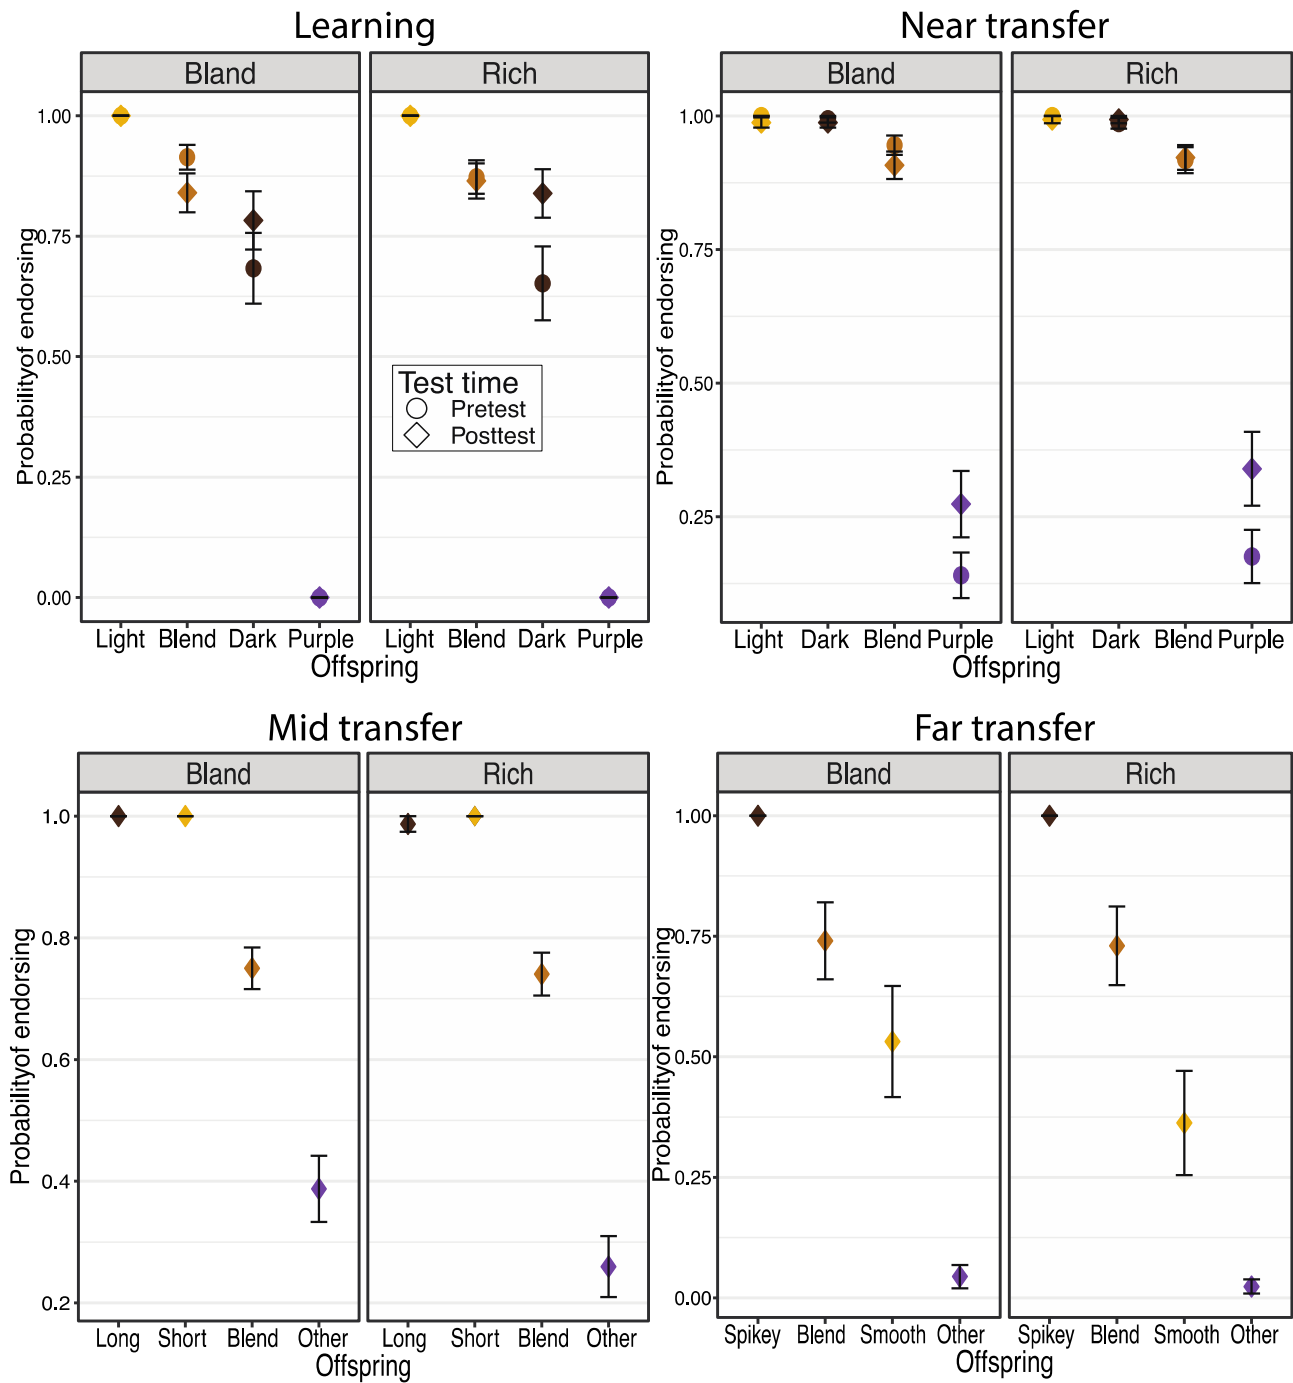 Learning
Bland Rich
1.00
0.75
0.50
0.25
0.00
Probabilityof endorsing
Test time
Pretest
Posttest
Light Blend Dark Purple Light Blend Dark Purple
Offspring
Near transfer
Bland Rich
1.00
0.75
0.50
0.25
Probabilityof endorsing
Light Dark Blend Purple Light Dark Blend Purple
Offspring
Mid transfer
Bland Rich
1.0
0.8
0.6
0.4
0.2
Probabilityof endorsing
Long Short Blend Other Long Short Blend Other
Offspring
Far transfer
Bland Rich
1.00
0.75
0.50
0.25
0.00
Probabilityof endorsing
Spikey Blend Smooth Other Spikey Blend Smooth Other
Offspring